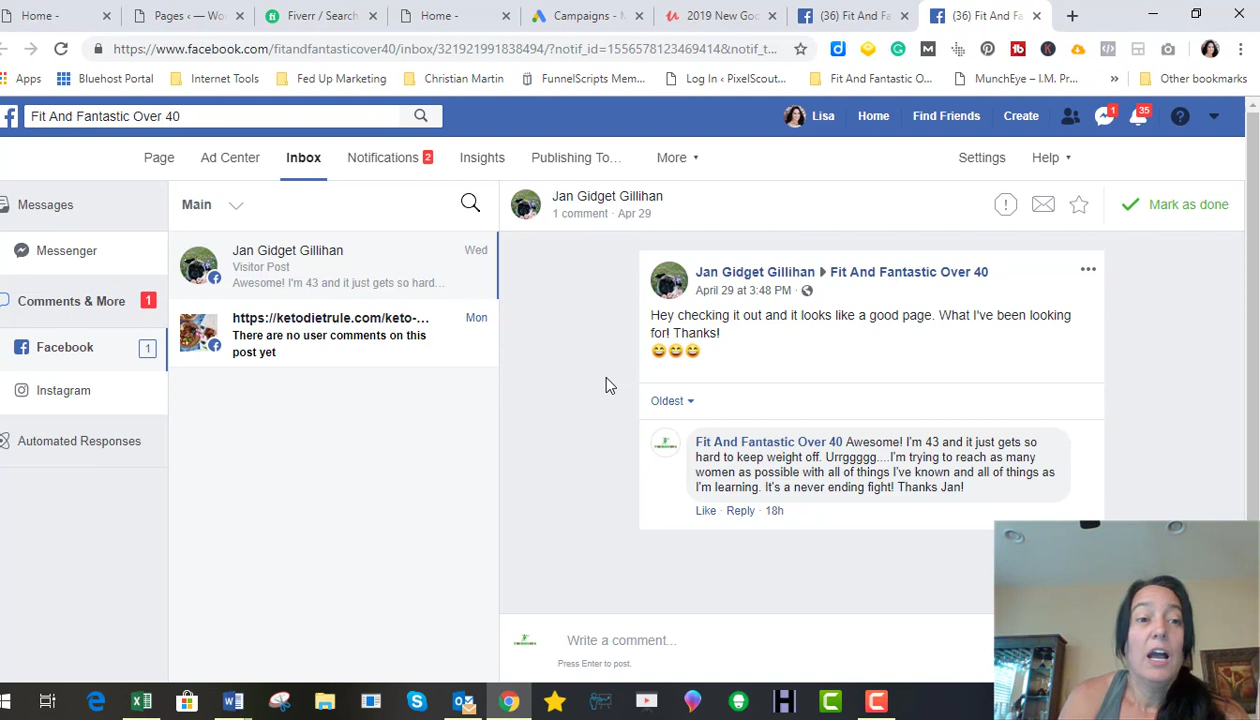 Home -
Pages ‹— Wo
Fiverr / Search
Home -
Campaigns - M
2019 New Goo
(36) Fit And Fa
(36) Fit And Fa
https://www.facebook.com/fitandfantasticover40/inbox/321921991838494/?notif_id=15565781234694414&notif_t...
Apps
Bluehost Portal
Internet Tools
Fed Up Marketing
Christian Martin
FunnelScripts Mem...
Log In ‹ PixelScout...
Fit And Fantastic O...
MunchEye – I.M. Pr...
»
Other bookmarks
Fit And Fantastic Over 40
Lisa
Home
Find Friends
Create
1
35
Page
Ad Center
Inbox
Notifications 2
Insights
Publishing To...
More
Settings
Help
Messages
Messenger
Comments & More 1
Facebook 1
Instagram
Automated Responses
Main
Jan Gidget Gillihan Wed
Visitor Post
Awesome! I'm 43 and it just gets so hard...
https://ketodietrule.com/keto-... Mon
There are no user comments on this
post yet
Jan Gidget Gillihan
1 comment · Apr 29
Mark as done
Jan Gidget Gillihan ▸ Fit And Fantastic Over 40
April 29 at 3:48 PM ·
Hey checking it out and it looks like a good page. What I've been looking
for! Thanks!
😄😄😄
Oldest
Fit And Fantastic Over 40 Awesome! I'm 43 and it just gets so
hard to keep weight off. Urrggggg....I'm trying to reach as many
women as possible with all of things I've known and all of things as
I'm learning. It's a never ending fight! Thanks Jan!
Like · Reply · 18h
Write a comment...
Press Enter to post.